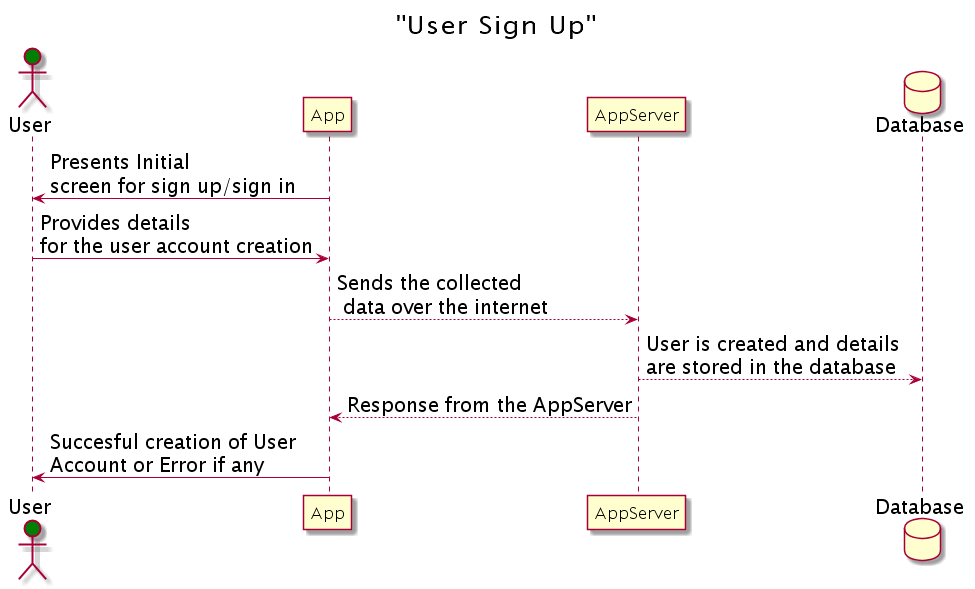 "User Sign Up"
User
App
AppServer
Database
Presents Initial
screen for sign up/sign in
Provides details
for the user account creation
Sends the collected
data over the internet
User is created and details
are stored in the database
Response from the AppServer
Succesful creation of User
Account or Error if any
User
App
AppServer
Database